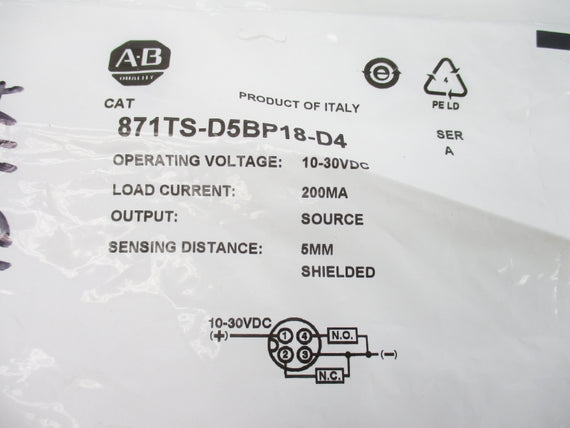 A-B
QUALITY
CAT
PRODUCT OF ITALY
PE LD
871TS-D5BP18-D4
SER
A
OPERATING VOLTAGE: 10-30VDC
LOAD CURRENT: 200MA
OUTPUT: SOURCE
SENSING DISTANCE: 5MM
SHIELDED
10-30VDC
(+) 1 4 N.O.
2 3 (-)
N.C.